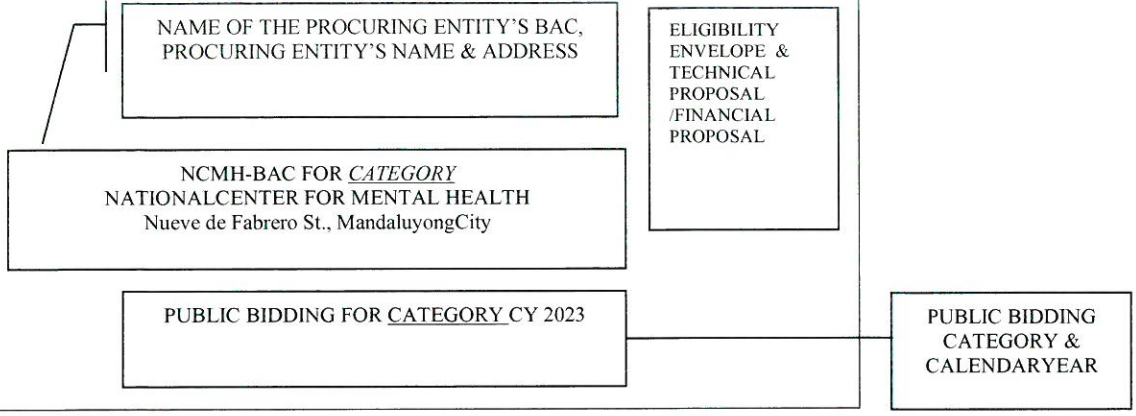 NAME OF THE PROCURING ENTITY'S BAC,
PROCURING ENTITY'S NAME & ADDRESS
ELIGIBILITY
ENVELOPE &
TECHNICAL
PROPOSAL
/FINANCIAL
PROPOSAL
NCMH-BAC FOR CATEGORY
NATIONALCENTER FOR MENTAL HEALTH
Nueve de Fabrero St., MandaluyongCity
PUBLIC BIDDING FOR CATEGORY CY 2023
PUBLIC BIDDING
CATEGORY &
CALENDARYEAR